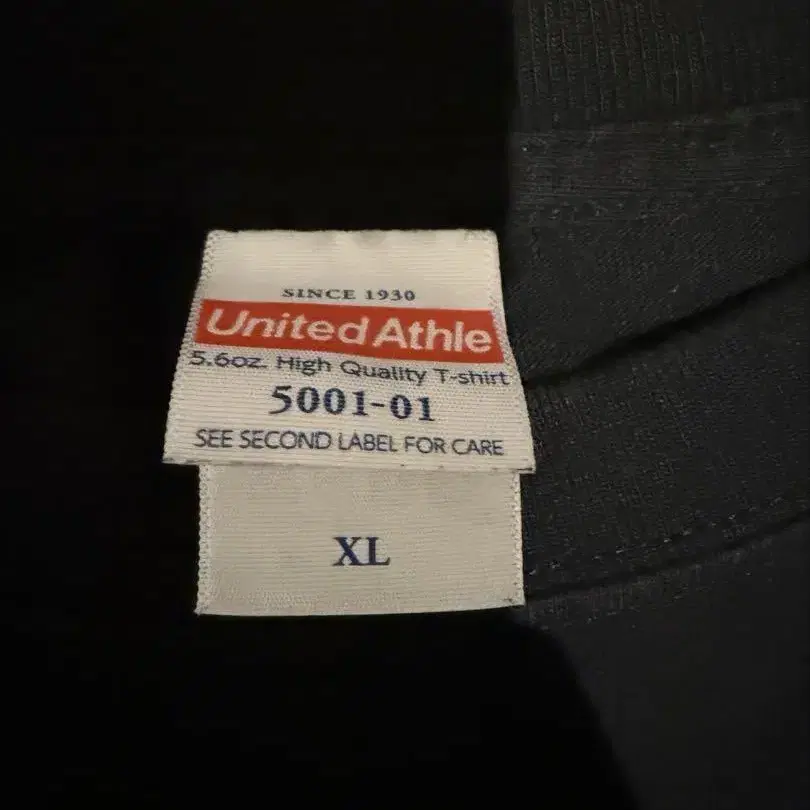 SINCE 1930
United Athle
5.6oz. High Quality T-shirt
5001-01
SEE SECOND LABEL FOR CARE
XL